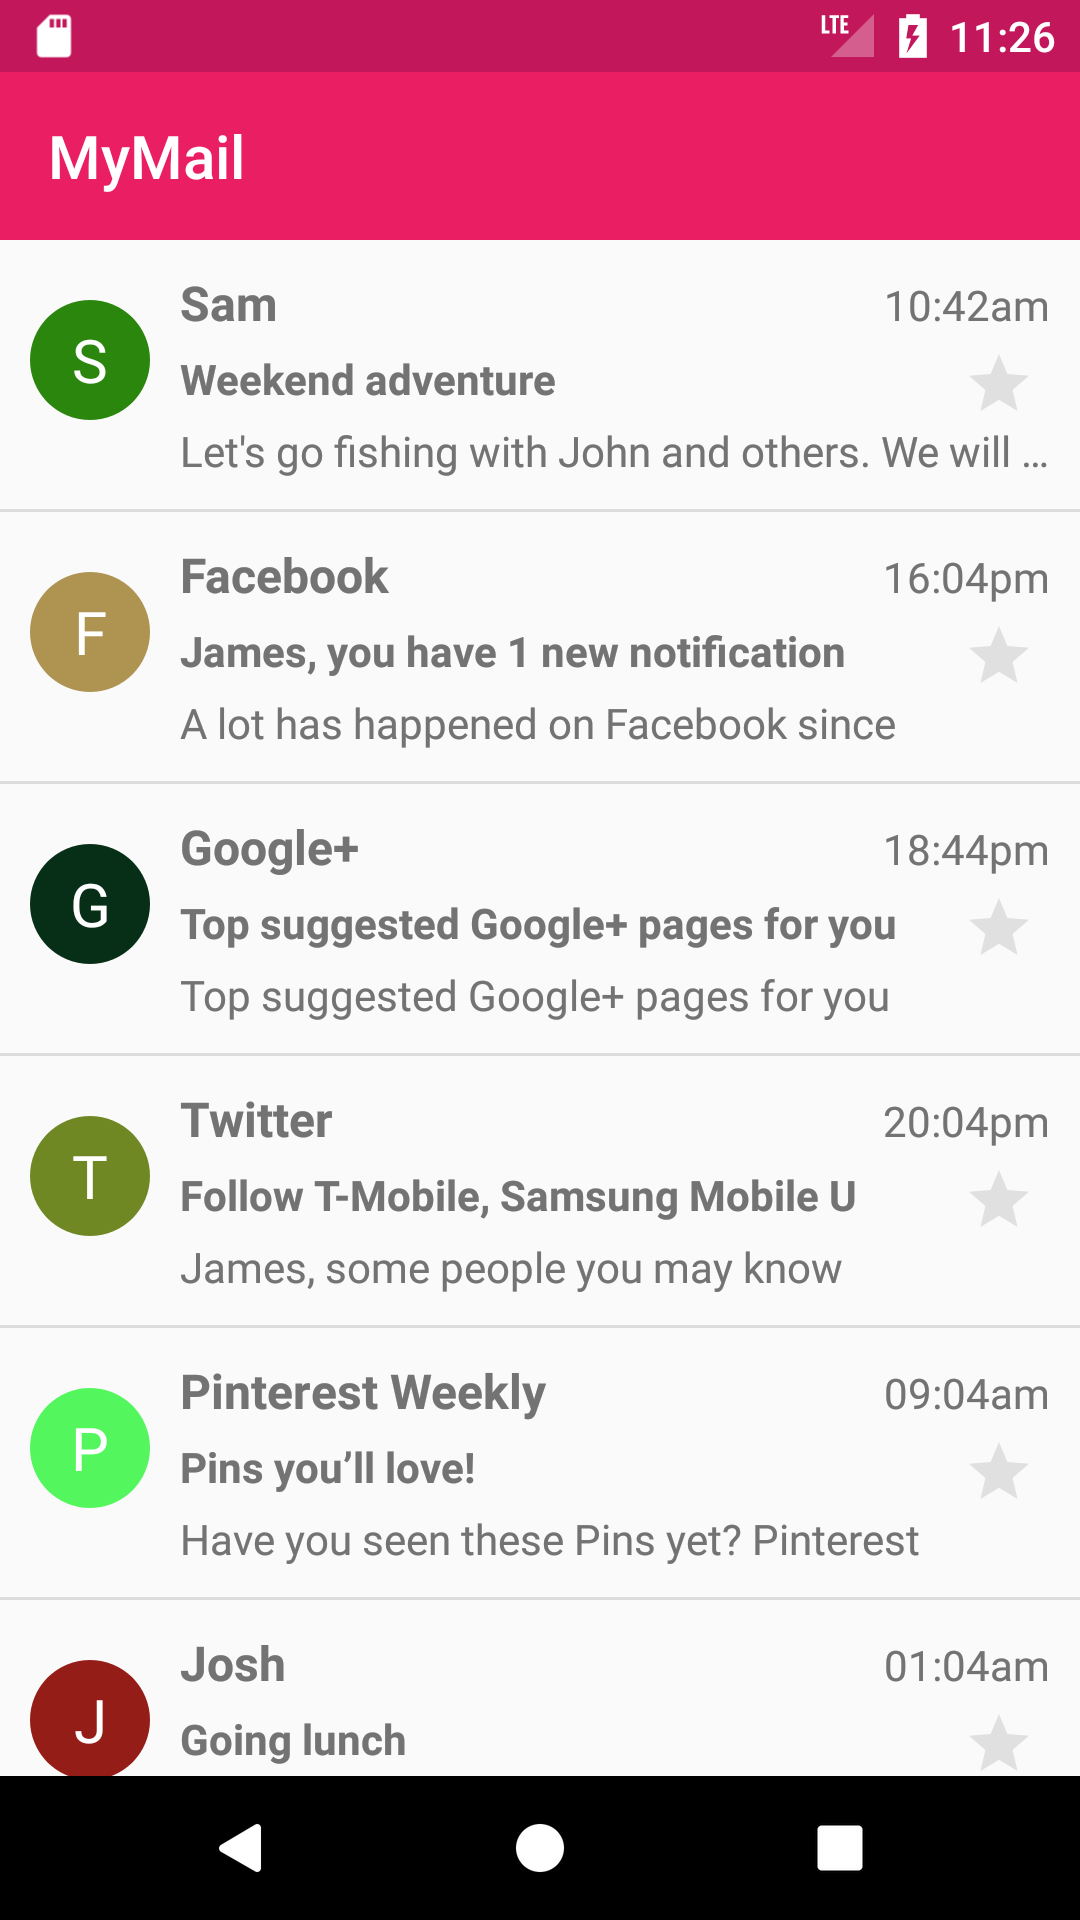 LTE 11:26
MyMail
Sam 10:42am
S
Weekend adventure
Let's go fishing with John and others. We will ...
Facebook 16:04pm
F
James, you have 1 new notification
A lot has happened on Facebook since
Google+ 18:44pm
G
Top suggested Google+ pages for you
Top suggested Google+ pages for you
Twitter 20:04pm
T
Follow T-Mobile, Samsung Mobile U
James, some people you may know
Pinterest Weekly 09:04am
P
Pins you’ll love!
Have you seen these Pins yet? Pinterest
Josh 01:04am
J
Going lunch